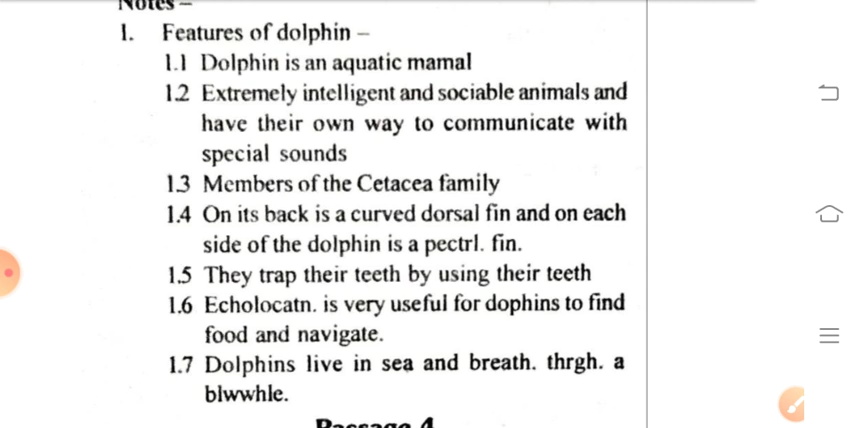 Notes –
1. Features of dolphin –
1.1 Dolphin is an aquatic mamal
1.2 Extremely intelligent and sociable animals and
have their own way to communicate with
special sounds
1.3 Members of the Cetacea family
1.4 On its back is a curved dorsal fin and on each
side of the dolphin is a pectrl. fin.
1.5 They trap their teeth by using their teeth
1.6 Echolocatn. is very useful for dophins to find
food and navigate.
1.7 Dolphins live in sea and breath. thrgh. a
blwwhle.
Passage 4